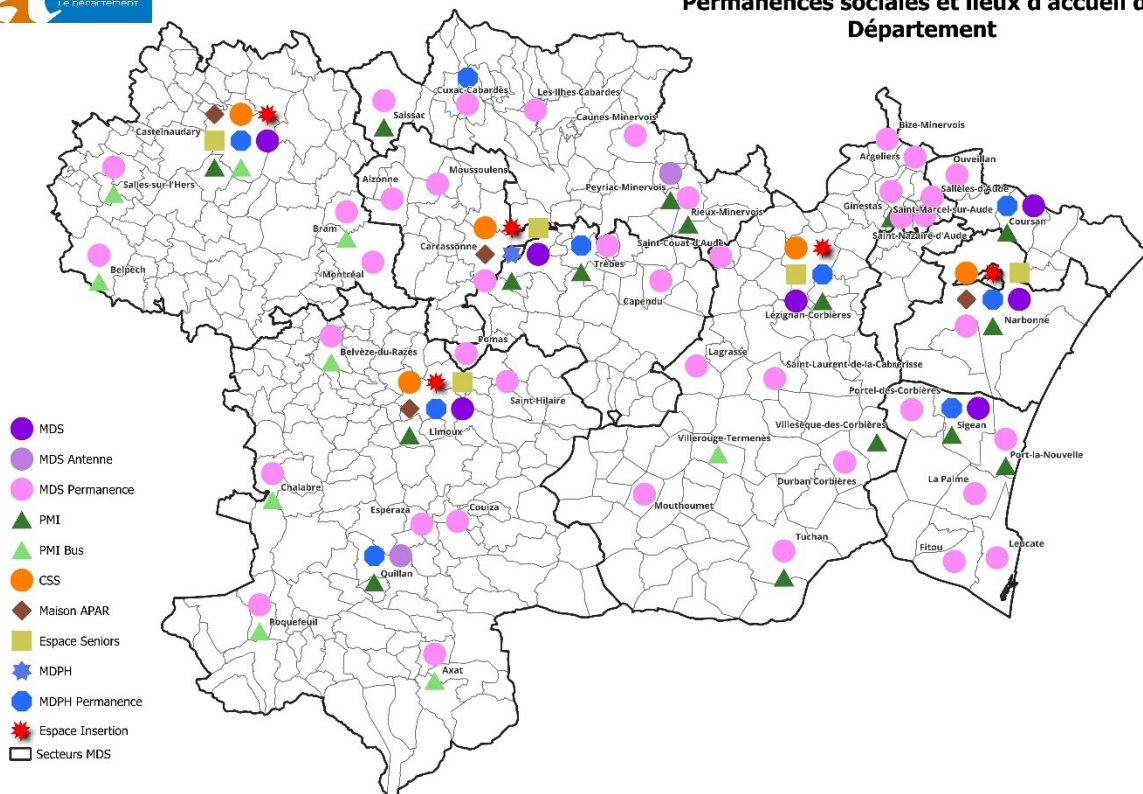 Le Département
Permanences sociales et lieux d'accueil d
Département
Cuxac-Cabardès
Les-Ilhes-Cabardes
Saissac
Caunes-Minervois
Bize-Minervois
Castelnaudary
Argeliers
Ouveillan
Moussoulens
Salles-sur-l'Hers
Alzonne
Peyriac-Minervois
Sallèles-d'Aude
Ginestas
Saint-Marcel-sur-Aude
Rieux-Minervois
Coursan
Bram
Saint-Nazaire-d'Aude
Carcassonne
Saint-Couat-d'Aude
Trèbes
Belpech
Montréal
Capendu
Lézignan-Corbières
Narbonne
Pomas
Belvèze-du-Razès
Lagrasse
Saint-Laurent-de-la-Cabrerisse
Saint-Hilaire
Portel-des-Corbières
Limoux
Villesèque-des-Corbières
Sigean
Villerouge-Termenès
Port-la-Nouvelle
Chalabre
La Palme
Durban Corbières
Mouthoumet
Espéraza
Couiza
Tuchan
Fitou
Leucate
Quillan
Roquefeuil
Axat
MDS
MDS Antenne
MDS Permanence
PMI
PMI Bus
CSS
Maison APAR
Espace Seniors
MDPH
MDPH Permanence
Espace Insertion
Secteurs MDS